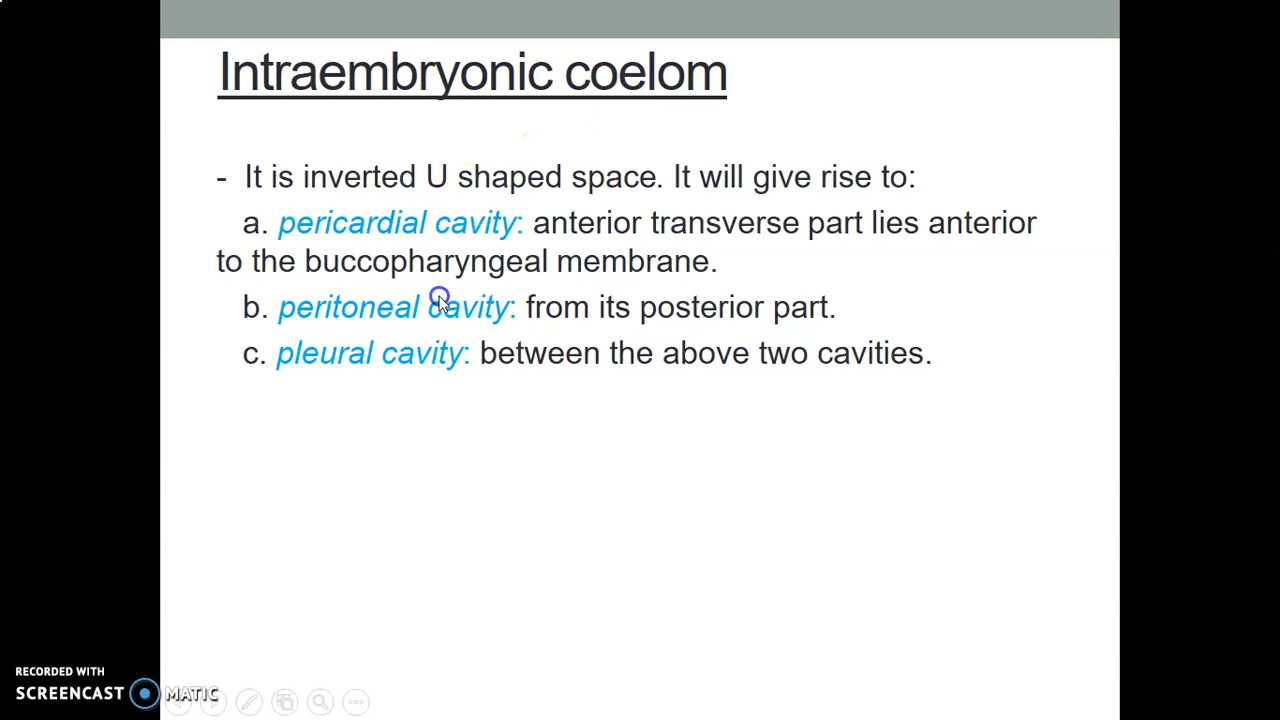 Intraembryonic coelom
- It is inverted U shaped space. It will give rise to:
a. pericardial cavity: anterior transverse part lies anterior
to the buccopharyngeal membrane.
b. peritoneal cavity: from its posterior part.
c. pleural cavity: between the above two cavities.
RECORDED WITH
SCREENCAST MATIC